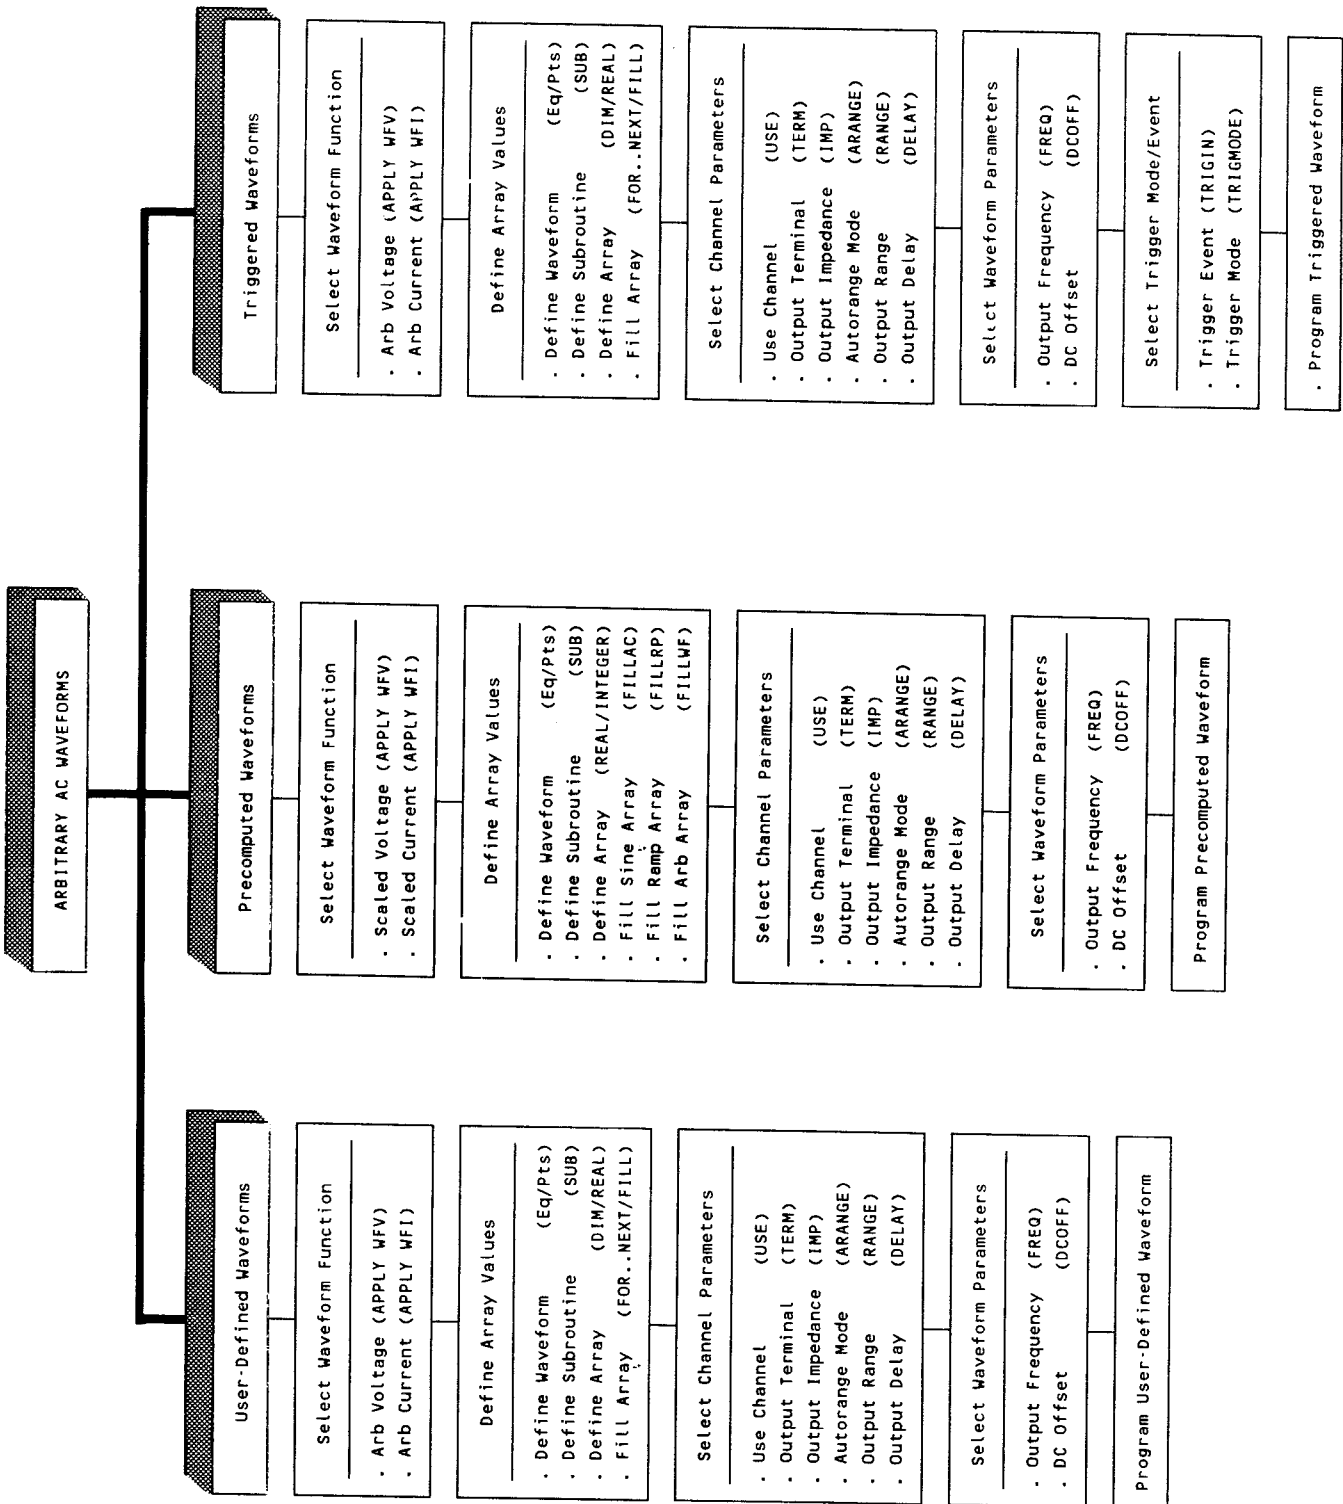 ARBITRARY AC WAVEFORMS
User-Defined Waveforms
Select Waveform Function
. Arb Voltage (APPLY WFV)
. Arb Current (APPLY WFI)
Define Array Values
. Define Waveform (Eq/Pts)
. Define Subroutine (SUB)
. Define Array (DIM/REAL)
. Fill Array (FOR..NEXT/FILL)
Select Channel Parameters
. Use Channel (USE)
. Output Terminal (TERM)
. Output Impedance (IMP)
. Autorange Mode (ARANGE)
. Output Range (RANGE)
. Output Delay (DELAY)
Select Waveform Parameters
. Output Frequency (FREQ)
. DC Offset (DCOFF)
Program User-Defined Waveform
Precomputed Waveforms
Select Waveform Function
. Scaled Voltage (APPLY WFV)
. Scaled Current (APPLY WFI)
Define Array Values
. Define Waveform (Eq/Pts)
. Define Subroutine (SUB)
. Define Array (REAL/INTEGER)
. Fill Sine Array (FILLAC)
. Fill Ramp Array (FILLRP)
. Fill Arb Array (FILLWF)
Select Channel Parameters
. Use Channel (USE)
. Output Terminal (TERM)
. Output Impedance (IMP)
. Autorange Mode (ARANGE)
. Output Range (RANGE)
. Output Delay (DELAY)
Select Waveform Parameters
. Output Frequency (FREQ)
. DC Offset (DCOFF)
Program Precomputed Waveform
Triggered Waveforms
Select Waveform Function
. Arb Voltage (APPLY WFV)
. Arb Current (APPLY WFI)
Define Array Values
. Define Waveform (Eq/Pts)
. Define Subroutine (SUB)
. Define Array (DIM/REAL)
. Fill Array (FOR..NEXT/FILL)
Select Channel Parameters
. Use Channel (USE)
. Output Terminal (TERM)
. Output Impedance (IMP)
. Autorange Mode (ARANGE)
. Output Range (RANGE)
. Output Delay (DELAY)
Select Waveform Parameters
. Output Frequency (FREQ)
. DC Offset (DCOFF)
Select Trigger Mode/Event
. Trigger Event (TRIGIN)
. Trigger Mode (TRIGMODE)
. Program Triggered Waveform